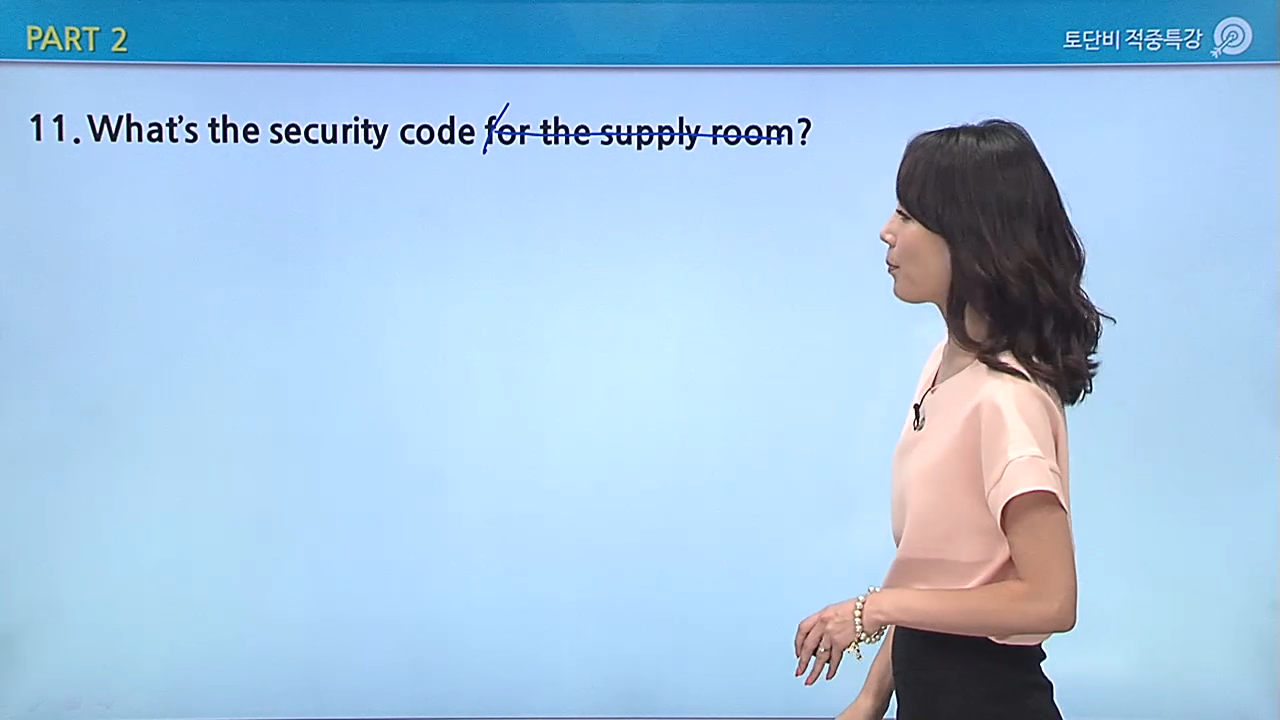 PART 2
토단비 적중특강
11. What's the security code for the supply room?